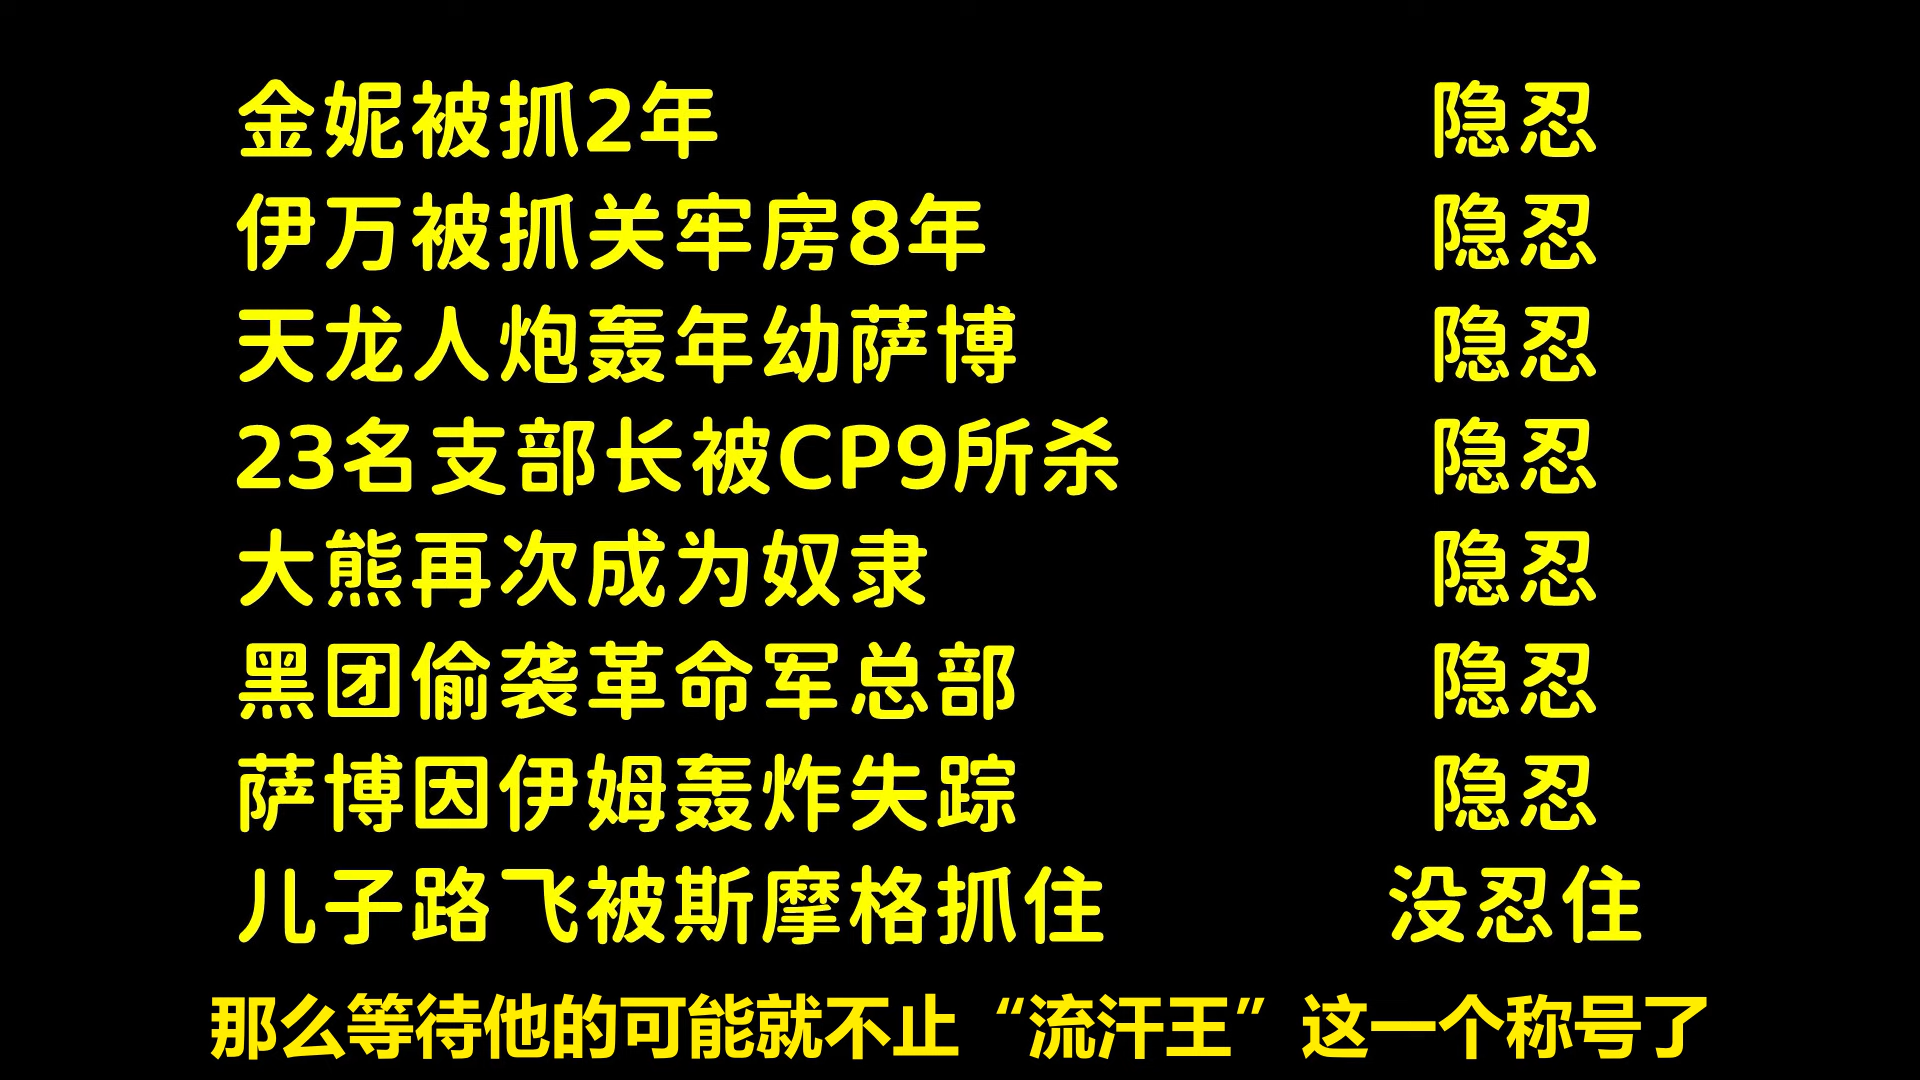 金妮被抓2年 隐忍
伊万被抓关牢房8年 隐忍
天龙人炮轰年幼萨博 隐忍
23名支部长被CP9所杀 隐忍
大熊再次成为奴隶 隐忍
黑团偷袭革命军总部 隐忍
萨博因伊姆轰炸失踪 隐忍
儿子路飞被斯摩格抓住 没忍住
那么等待他的可能就不止“流汗王”这一个称号了